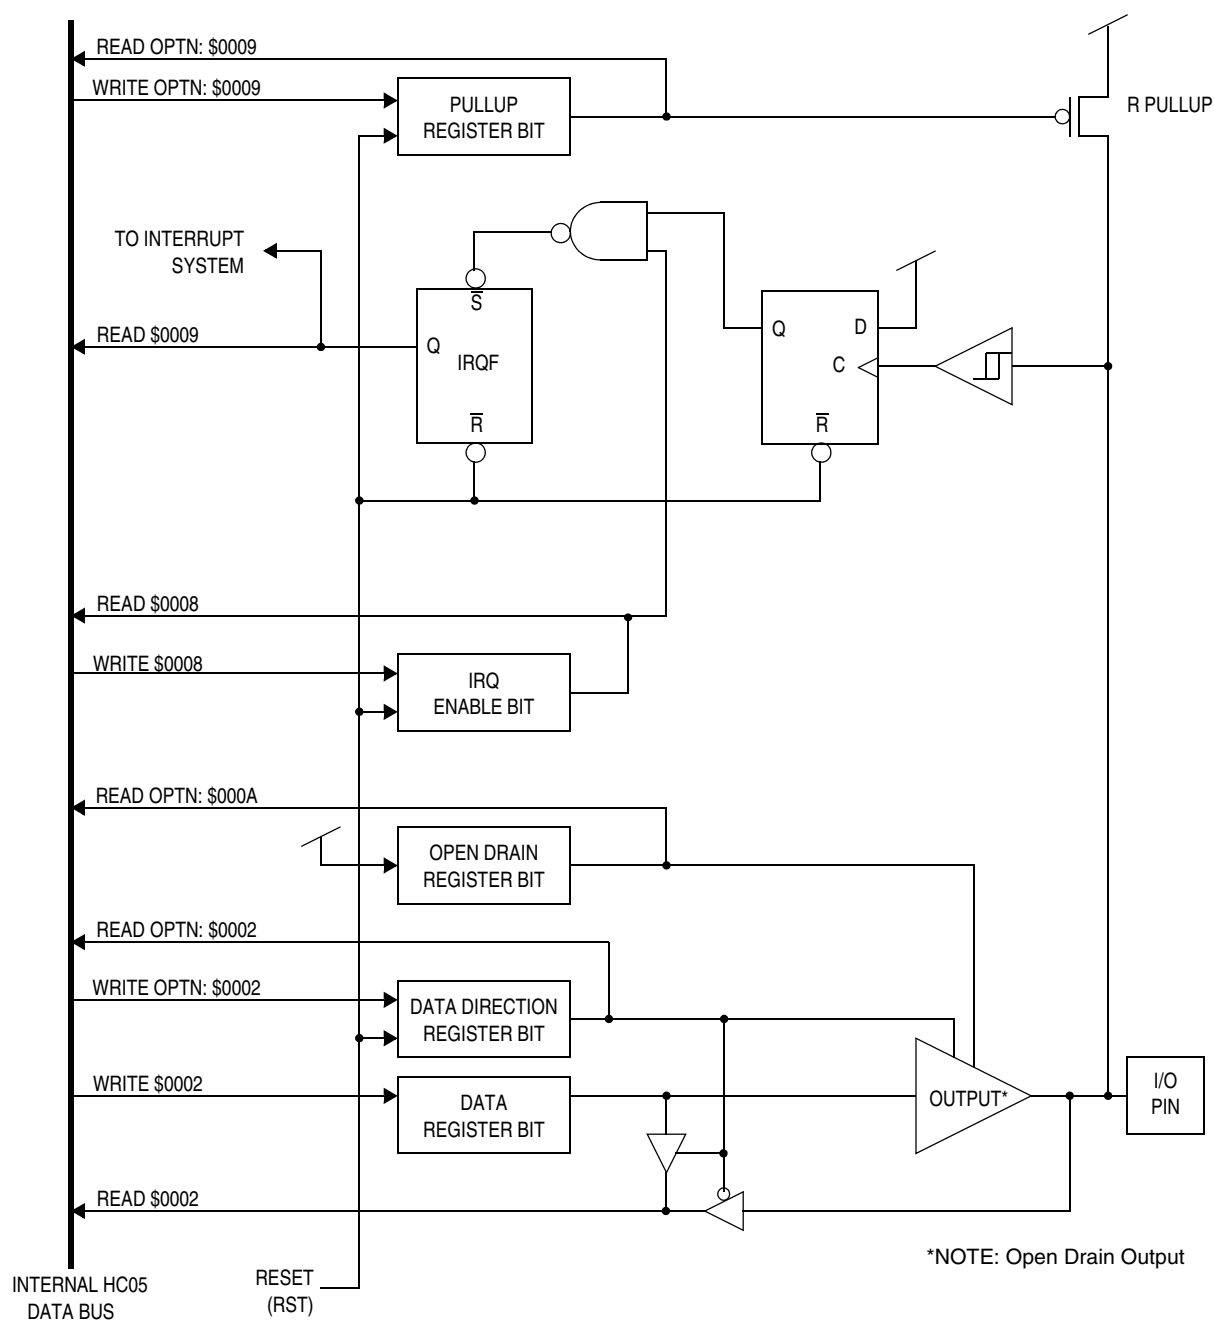 READ OPTN: $0009
WRITE OPTN: $0009
PULLUP
REGISTER BIT
R PULLUP
TO INTERRUPT
SYSTEM
READ $0009
S
Q
IRQF
R
Q
D
C
R
READ $0008
WRITE $0008
IRQ
ENABLE BIT
READ OPTN: $000A
OPEN DRAIN
REGISTER BIT
READ OPTN: $0002
WRITE OPTN: $0002
DATA DIRECTION
REGISTER BIT
WRITE $0002
DATA
REGISTER BIT
OUTPUT*
I/O
PIN
READ $0002
*NOTE: Open Drain Output
INTERNAL HC05
DATA BUS
RESET
(RST)